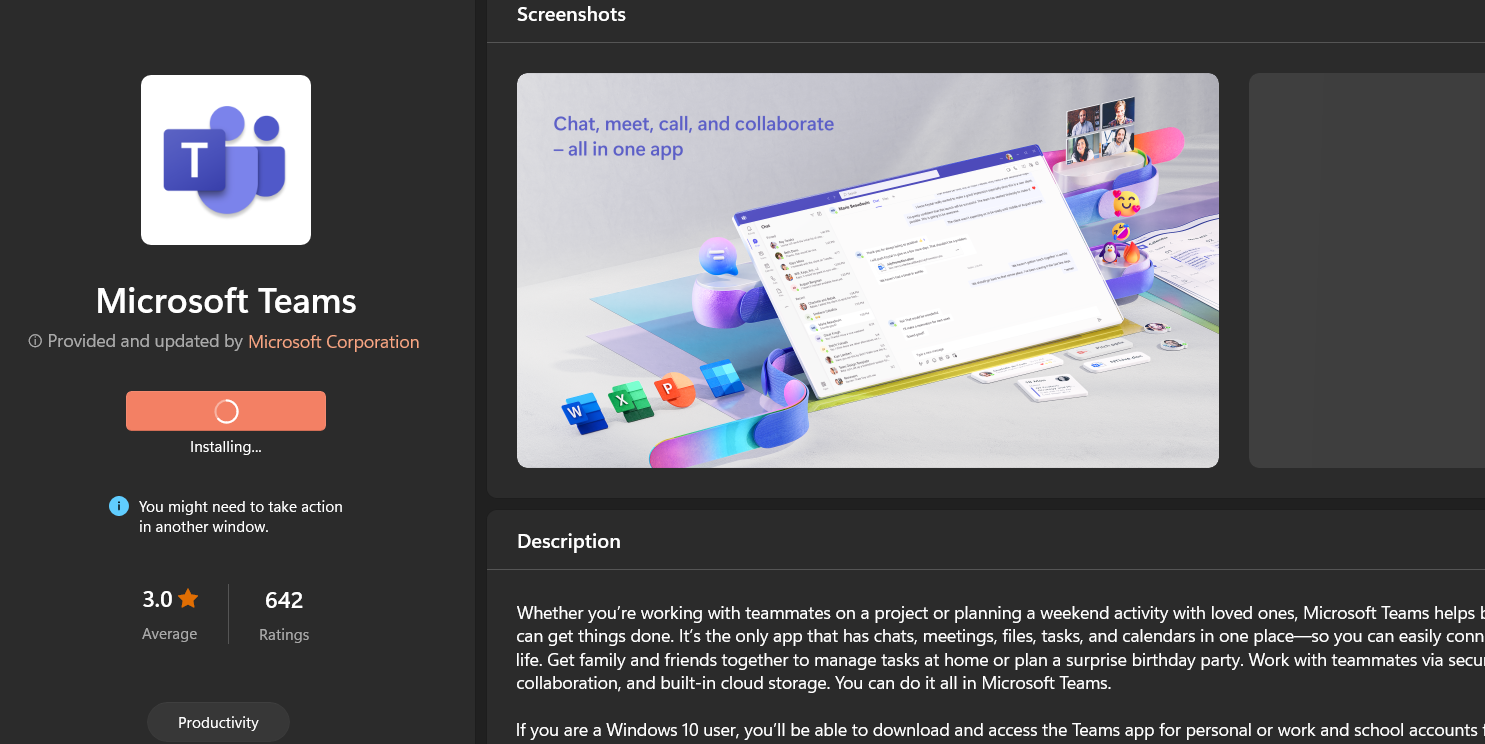 Microsoft Teams
Provided and updated by Microsoft Corporation
Installing...
You might need to take action
in another window.
3.0
Average
642
Ratings
Productivity
Screenshots
Chat, meet, call, and collaborate
– all in one app
Description
Whether you’re working with teammates on a project or planning a weekend activity with loved ones, Microsoft Teams helps
can get things done. It’s the only app that has chats, meetings, files, tasks, and calendars in one place—so you can easily
life. Get family and friends together to manage tasks at home or plan a surprise birthday party. Work with teammates via
collaboration, and built-in cloud storage. You can do it all in Microsoft Teams.
If you are a Windows 10 user, you’ll be able to download and access the Teams app for personal or work and school accounts